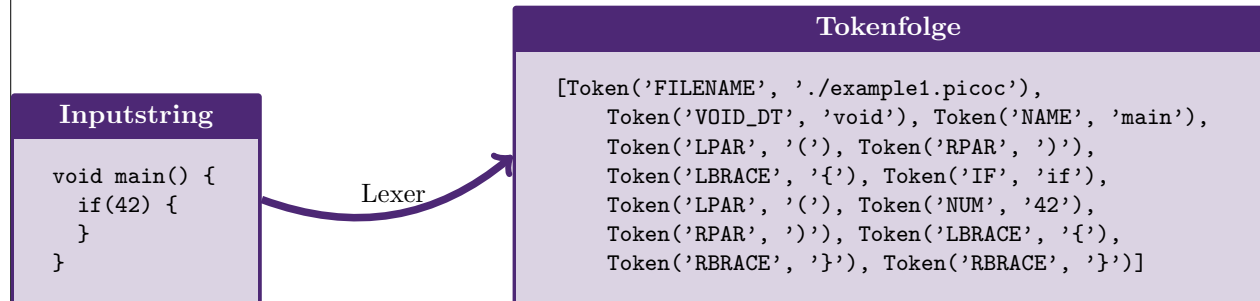 Inputstring
void main() {
  if(42) {
  }
}
Lexer
Tokenfolge
[Token('FILENAME', './example1.picoc'),
    Token('VOID_DT', 'void'), Token('NAME', 'main'),
    Token('LPAR', '('), Token('RPAR', ')'),
    Token('LBRACE', '{'), Token('IF', 'if'),
    Token('LPAR', '('), Token('NUM', '42'),
    Token('RPAR', ')'), Token('LBRACE', '{'),
    Token('RBRACE', '}'), Token('RBRACE', '}')]